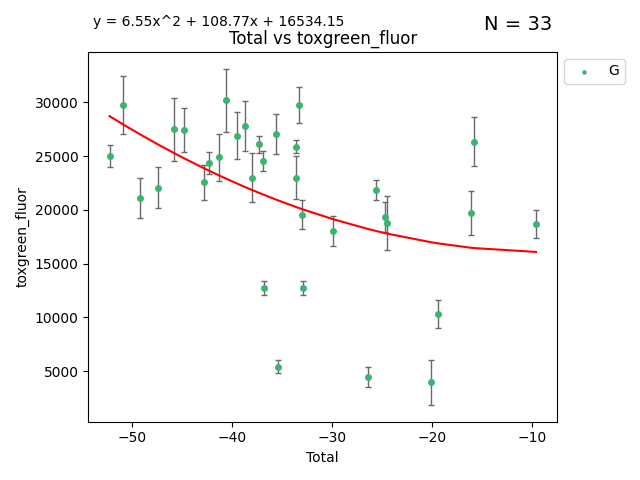 y = 6.55x^2 + 108.77x + 16534.15
N = 33
Total vs toxgreen_fluor
G
toxgreen_fluor
30000
25000
20000
15000
10000
5000
−50
−40
−30
−20
−10
Total